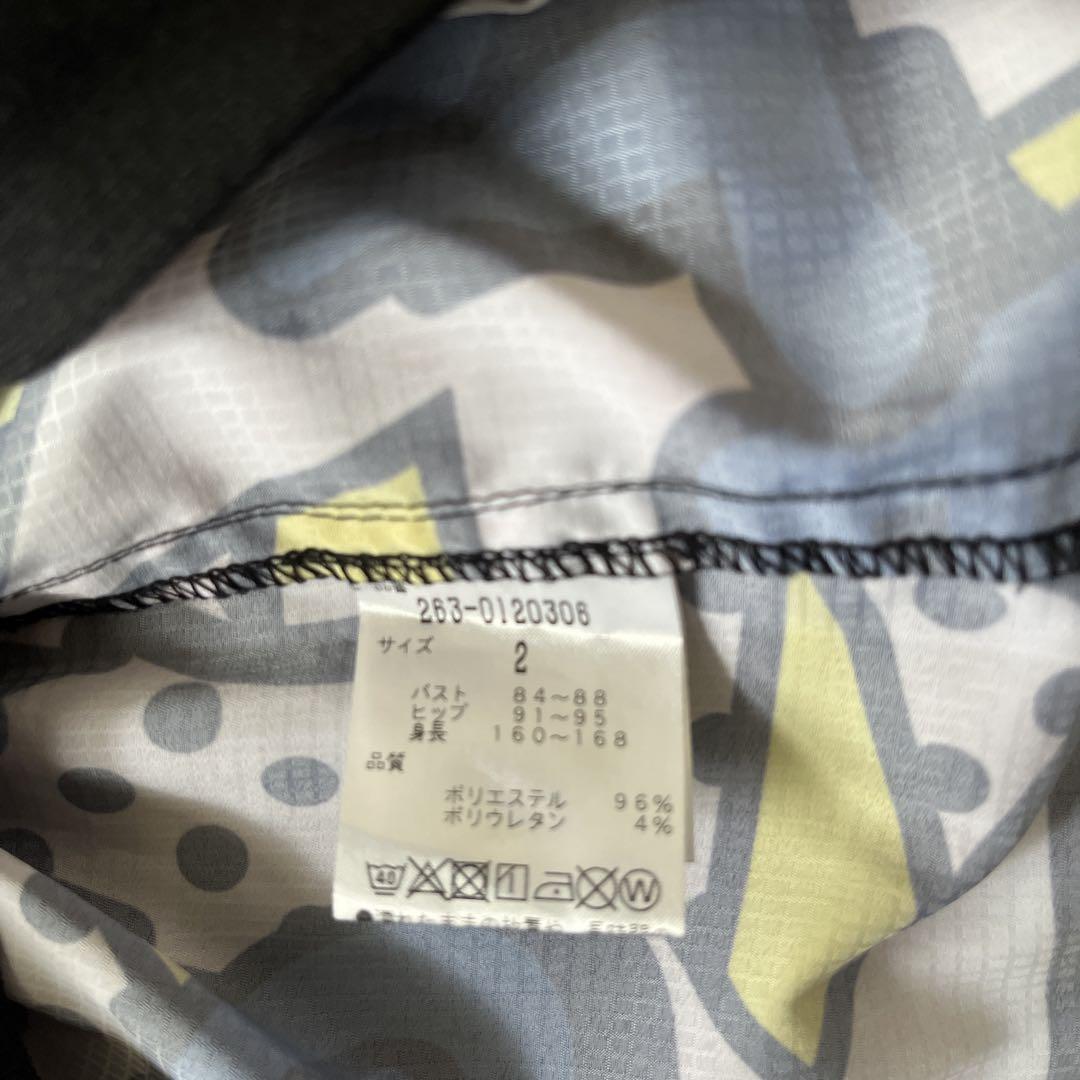 263-0120306
サイズ 2
バスト 84~88
ヒップ 91~95
身長 160~168
品質
ポリエステル 96%
ポリウレタン 4%
40 W